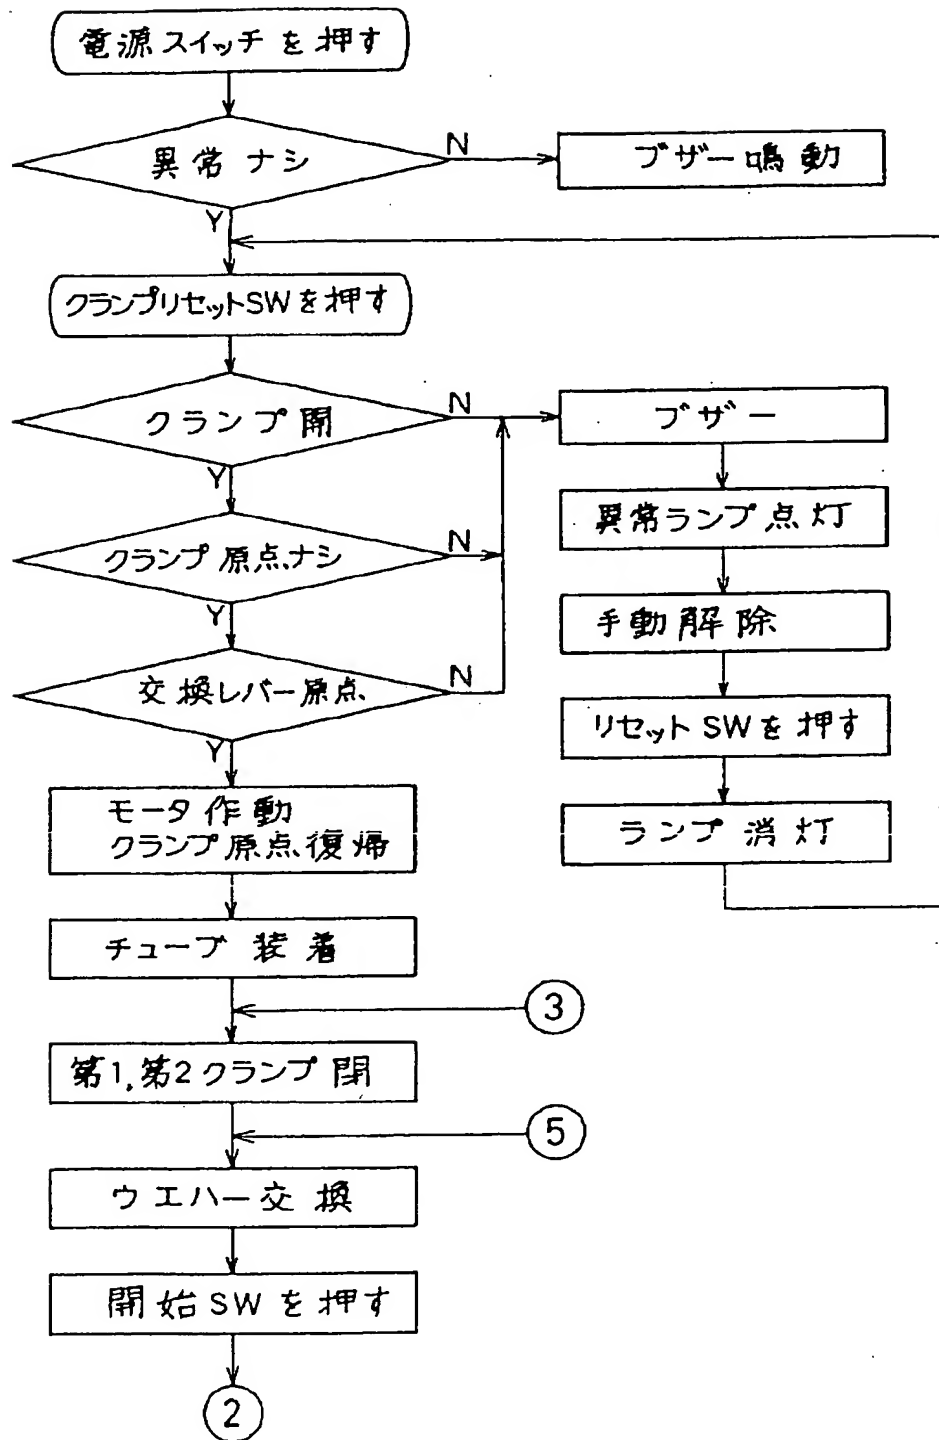 電源スイッチを押す
異常ナシ
N
ブザー鳴動
Y
クランプリセットSWを押す
クランプ開
N
ブザー
Y
異常ランプ点灯
クランプ原点ナシ
N
Y
手動解除
交換レバー原点
N
リセットSWを押す
Y
モータ作動
クランプ原点復帰
ランプ消灯
チューブ装着
3
第1,第2クランプ閉
5
ウエハー交換
開始SWを押す
2